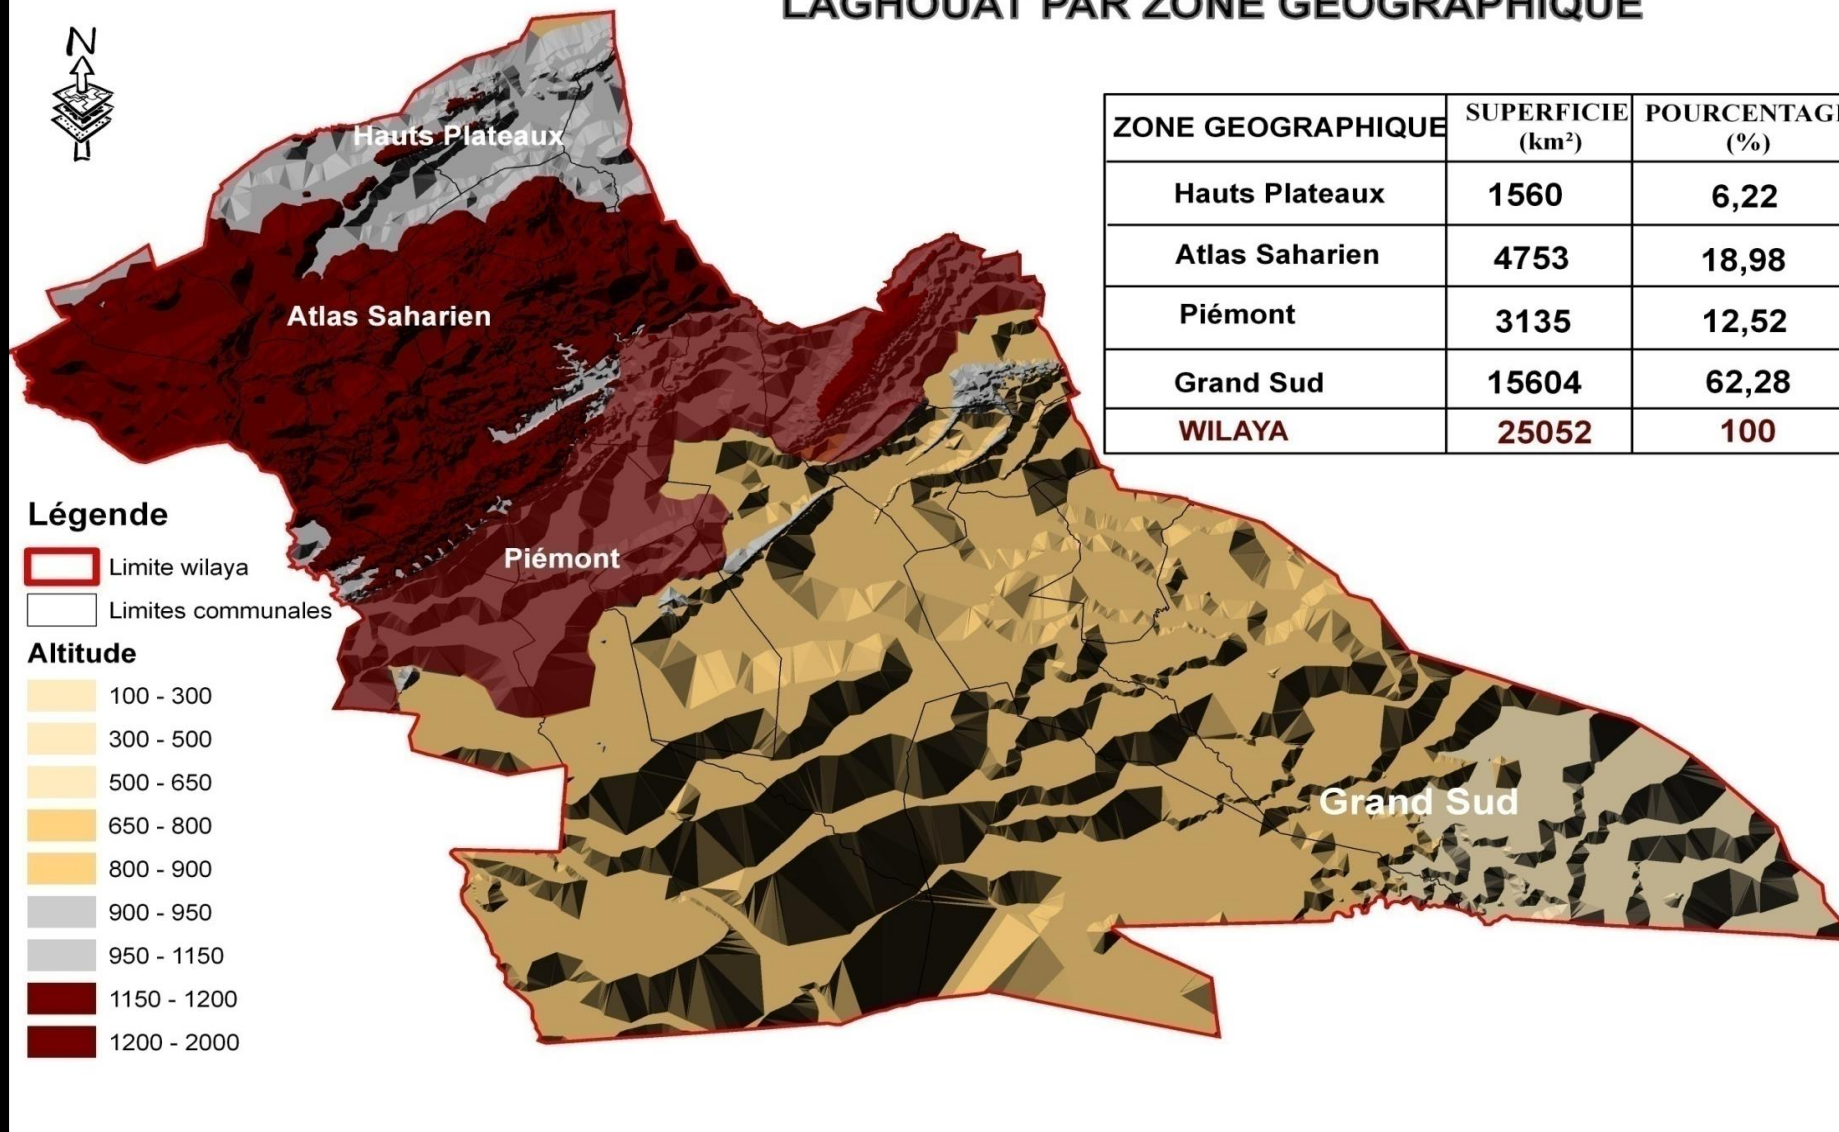 LAGHOUAT PAR ZONE GEOGRAPHIQUE
N
ZONE GEOGRAPHIQUE SUPERFICIE (km²) POURCENTAGE (%)
Hauts Plateaux 1560 6,22
Atlas Saharien 4753 18,98
Piémont 3135 12,52
Grand Sud 15604 62,28
WILAYA 25052 100
Hauts Plateaux
Atlas Saharien
Piémont
Grand Sud
Légende
Limite wilaya
Limites communales
Altitude
100 - 300
300 - 500
500 - 650
650 - 800
800 - 900
900 - 950
950 - 1150
1150 - 1200
1200 - 2000